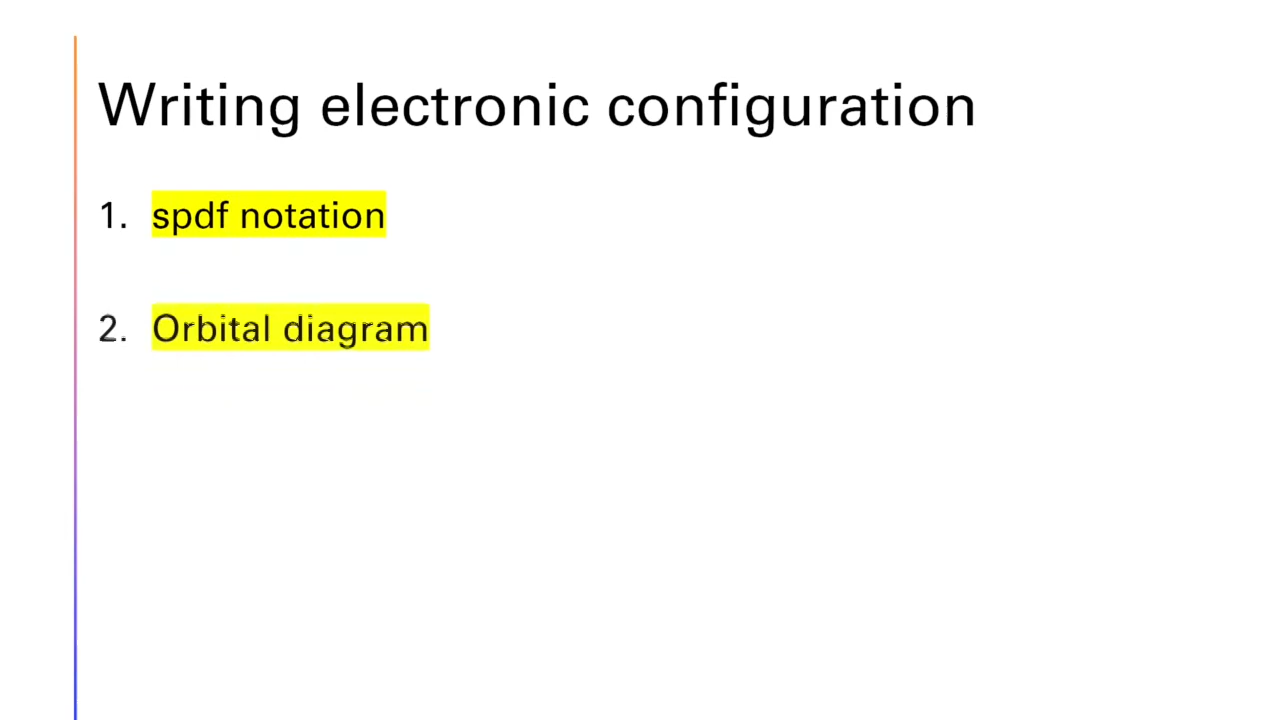 Writing electronic configuration
1. spdf notation
2. Orbital diagram